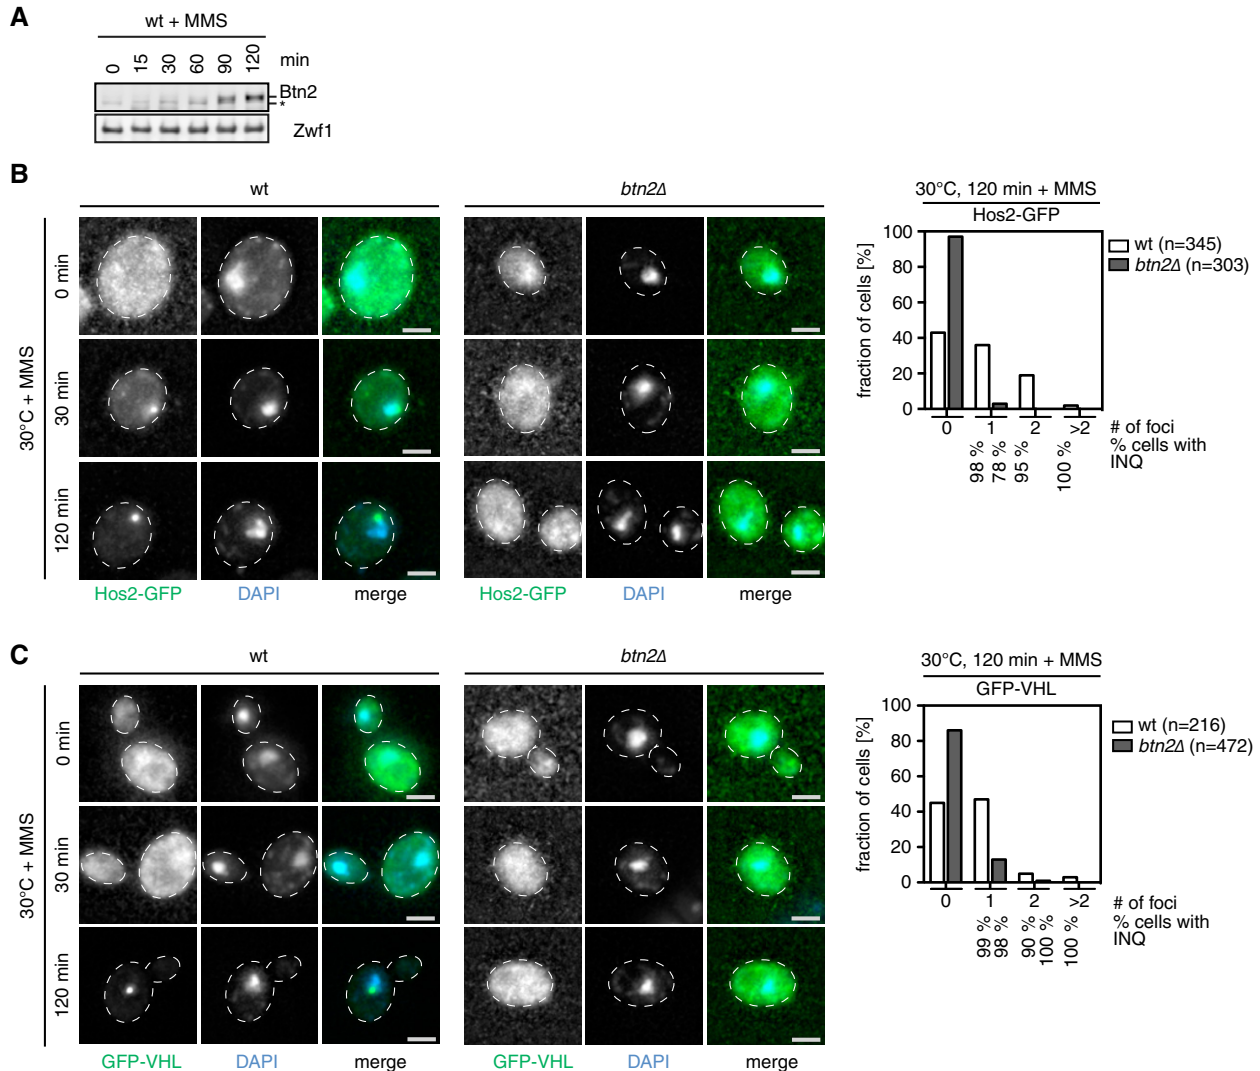 A
wt + MMS
0 15 30 60 90 120 min
Btn2
*
Zwf1
B
wt
btn2Δ
30°C + MMS
0 min
30 min
120 min
Hos2-GFP DAPI merge
Hos2-GFP DAPI merge
30°C, 120 min + MMS
Hos2-GFP
fraction of cells [%]
100
80
60
40
20
0
wt (n=345)
btn2Δ (n=303)
0 1 2 >2 # of foci
98 % 78 % 95 % 100 % % cells with
INQ
C
wt
btn2Δ
30°C + MMS
0 min
30 min
120 min
GFP-VHL DAPI merge
GFP-VHL DAPI merge
30°C, 120 min + MMS
GFP-VHL
fraction of cells [%]
100
80
60
40
20
0
wt (n=216)
btn2Δ (n=472)
0 1 2 >2 # of foci
99 % 98 % 90 % 100 % 100 % % cells with
INQ